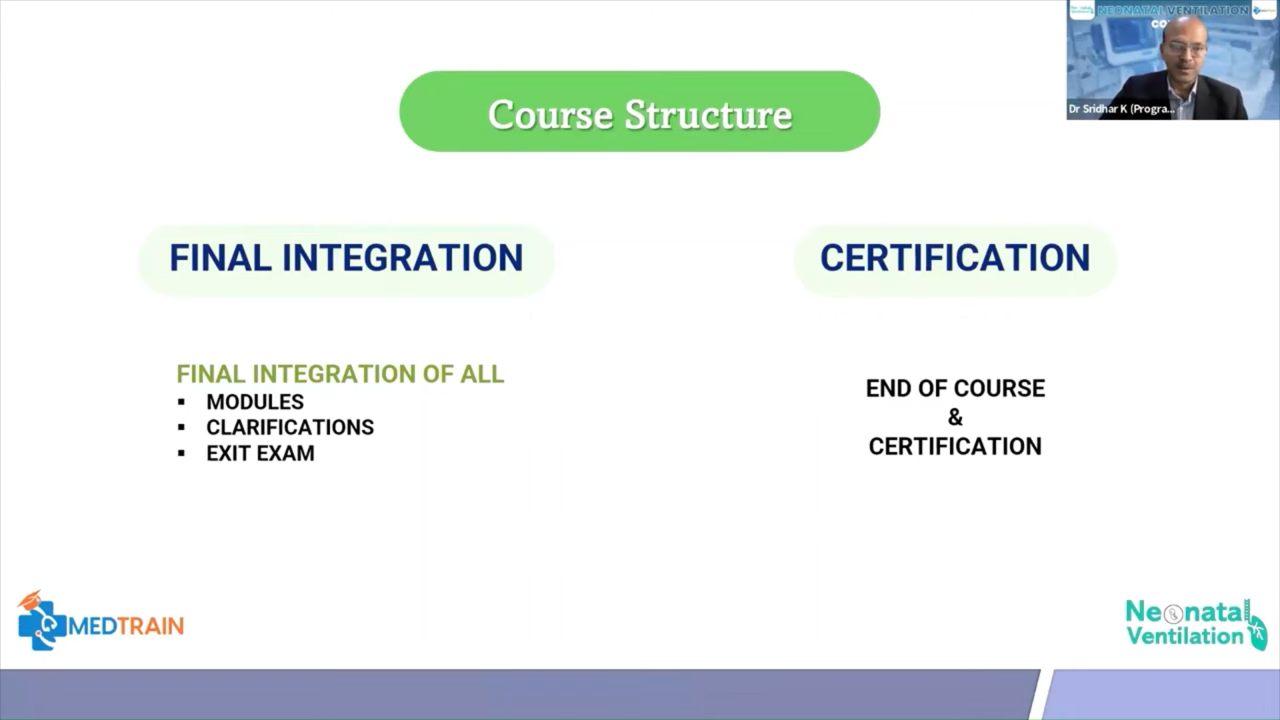 NEONATAL VENTILATION
Dr Sridhar K (Progra...
Course Structure
FINAL INTEGRATION
CERTIFICATION
FINAL INTEGRATION OF ALL
▪ MODULES
▪ CLARIFICATIONS
▪ EXIT EXAM
END OF COURSE
&
CERTIFICATION
MEDTRAIN
Neonatal
Ventilation